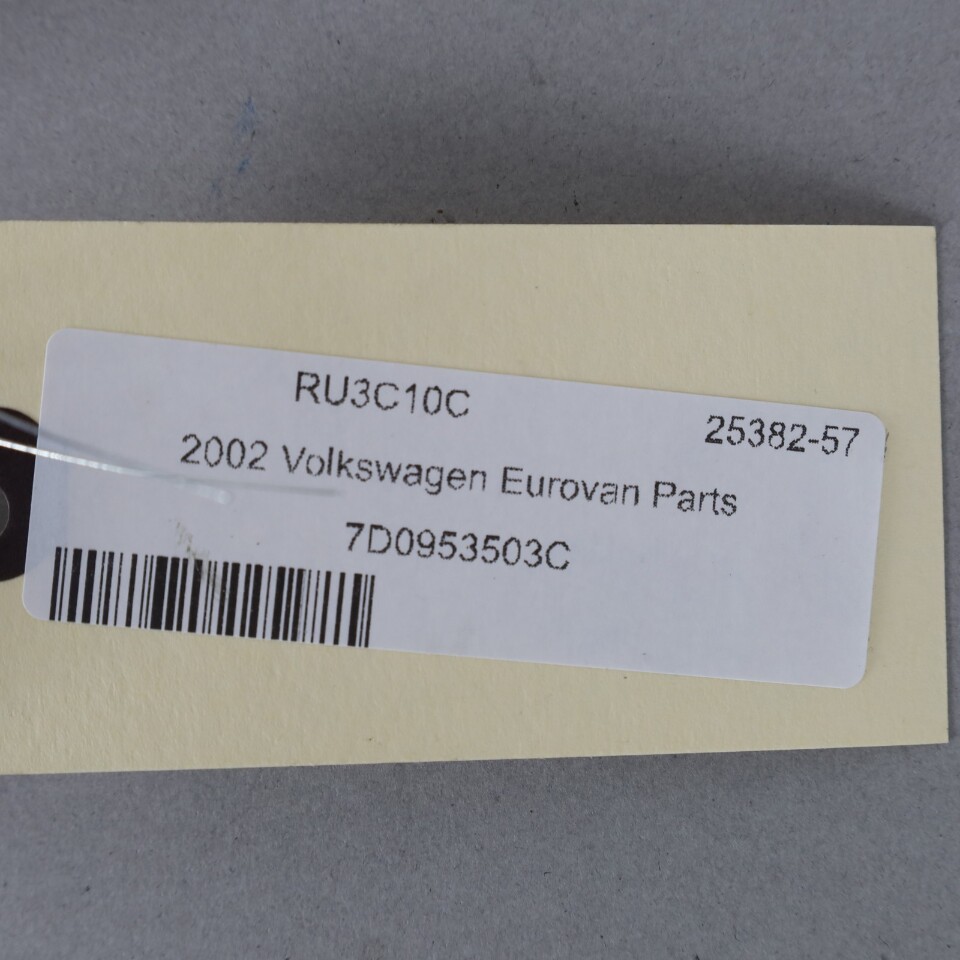 RU3C10C
25382-57
2002 Volkswagen Eurovan Parts
7D0953503C